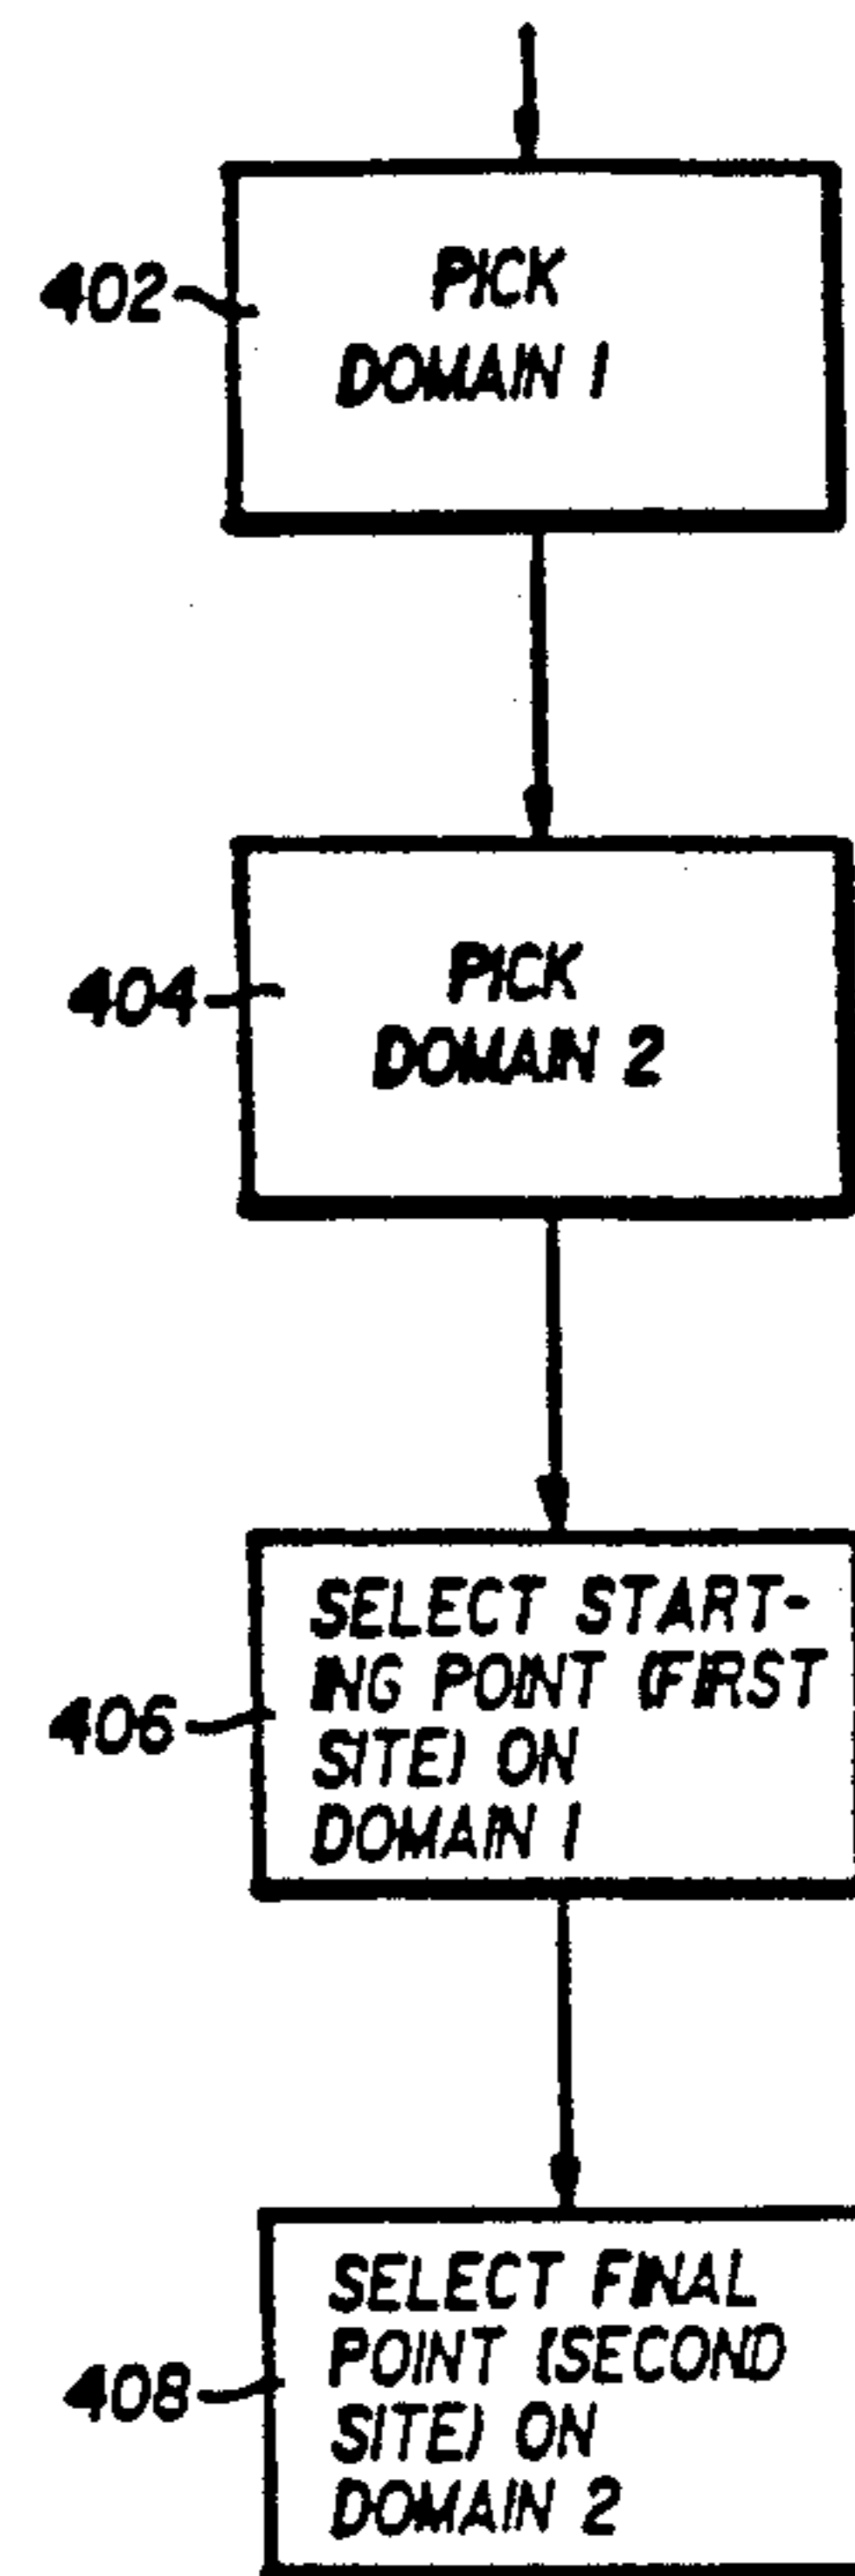 402
PICK
DOMAIN 1
404
PICK
DOMAIN 2
406
SELECT START-
ING POINT (FIRST
SITE) ON
DOMAIN 1
408
SELECT FINAL
POINT (SECOND
SITE) ON
DOMAIN 2